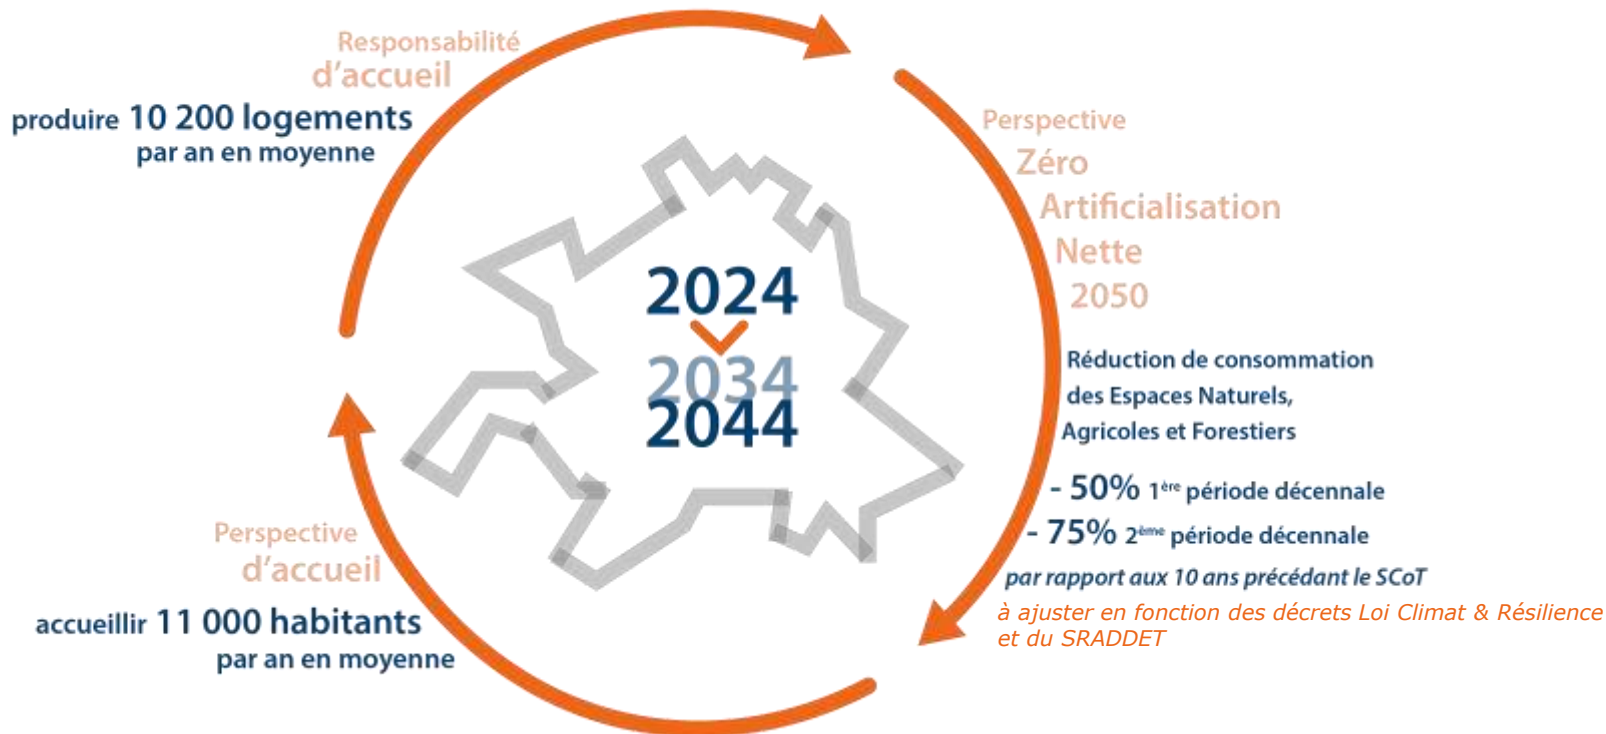 Responsabilité
d'accueil
produire 10 200 logements
par an en moyenne
Perspective
Zéro
Artificialisation
Nette
2050
2024
2034
2044
Réduction de consommation
des Espaces Naturels,
Agricoles et Forestiers
- 50% 1ère période décennale
- 75% 2ème période décennale
par rapport aux 10 ans précédant le SCoT
à ajuster en fonction des décrets Loi Climat & Résilience
et du SRADDET
Perspective
d'accueil
accueillir 11 000 habitants
par an en moyenne